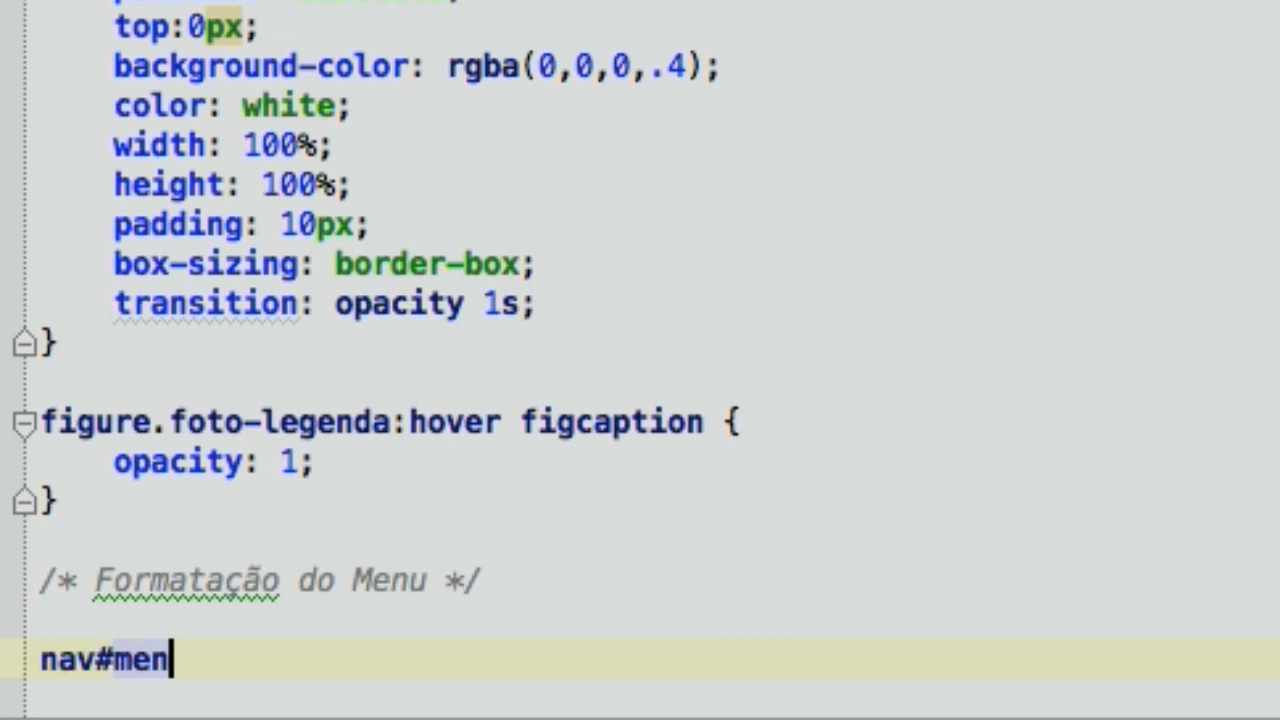 top:0px;
background-color: rgba(0,0,0,.4);
color: white;
width: 100%;
height: 100%;
padding: 10px;
box-sizing: border-box;
transition: opacity 1s;
}
figure.foto-legenda:hover figcaption {
opacity: 1;
}
/* Formatação do Menu */
nav#men